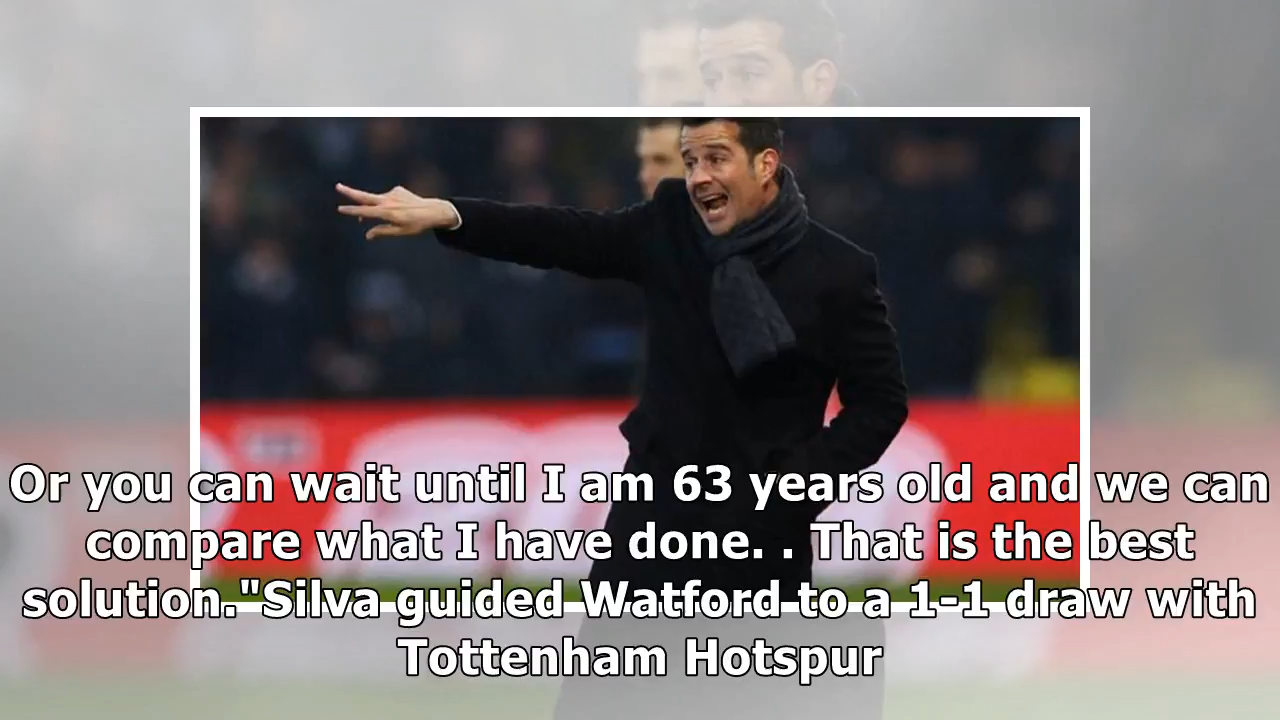 Or you can wait until I am 63 years old and we can
compare what I have done. . That is the best
solution."Silva guided Watford to a 1-1 draw with
Tottenham Hotspur